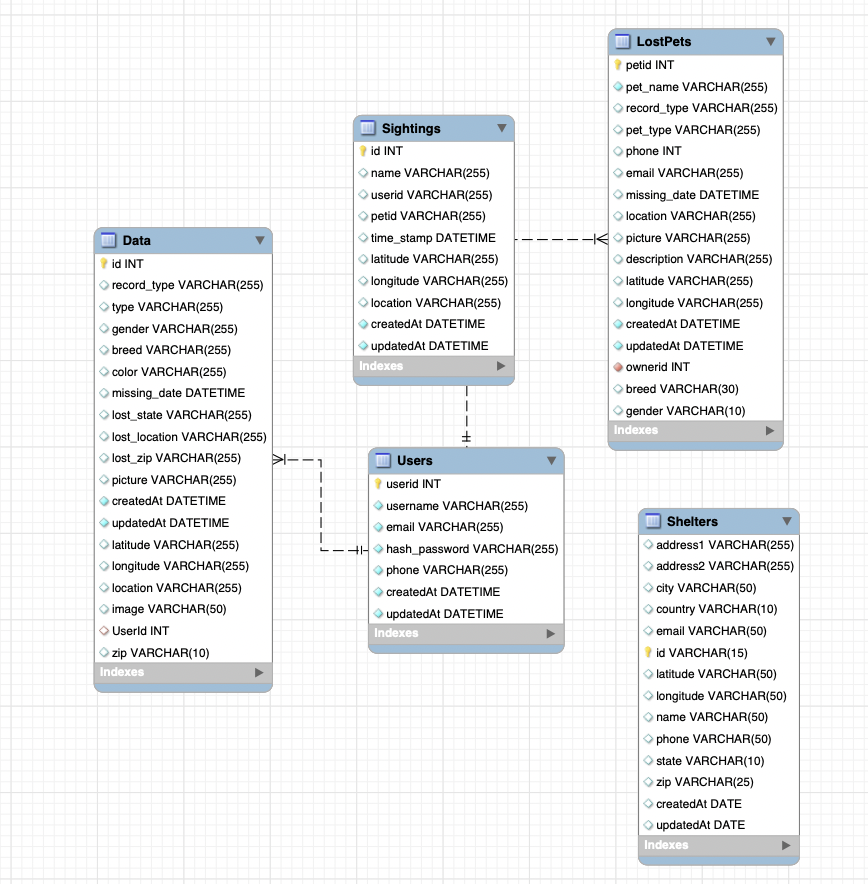 Data
id INT
record_type VARCHAR(255)
type VARCHAR(255)
gender VARCHAR(255)
breed VARCHAR(255)
color VARCHAR(255)
missing_date DATETIME
lost_state VARCHAR(255)
lost_location VARCHAR(255)
lost_zip VARCHAR(255)
picture VARCHAR(255)
createdAt DATETIME
updatedAt DATETIME
latitude VARCHAR(255)
longitude VARCHAR(255)
location VARCHAR(255)
image VARCHAR(50)
UserId INT
zip VARCHAR(10)
Indexes
Sightings
id INT
name VARCHAR(255)
userid VARCHAR(255)
petid VARCHAR(255)
time_stamp DATETIME
latitude VARCHAR(255)
longitude VARCHAR(255)
location VARCHAR(255)
createdAt DATETIME
updatedAt DATETIME
Indexes
Users
userid INT
username VARCHAR(255)
email VARCHAR(255)
hash_password VARCHAR(255)
phone VARCHAR(255)
createdAt DATETIME
updatedAt DATETIME
Indexes
LostPets
petid INT
pet_name VARCHAR(255)
record_type VARCHAR(255)
pet_type VARCHAR(255)
phone INT
email VARCHAR(255)
missing_date DATETIME
location VARCHAR(255)
picture VARCHAR(255)
description VARCHAR(255)
latitude VARCHAR(255)
longitude VARCHAR(255)
createdAt DATETIME
updatedAt DATETIME
ownerid INT
breed VARCHAR(30)
gender VARCHAR(10)
Indexes
Shelters
address1 VARCHAR(255)
address2 VARCHAR(255)
city VARCHAR(50)
country VARCHAR(10)
email VARCHAR(50)
id VARCHAR(15)
latitude VARCHAR(50)
longitude VARCHAR(50)
name VARCHAR(50)
phone VARCHAR(50)
state VARCHAR(10)
zip VARCHAR(25)
createdAt DATE
updatedAt DATE
Indexes